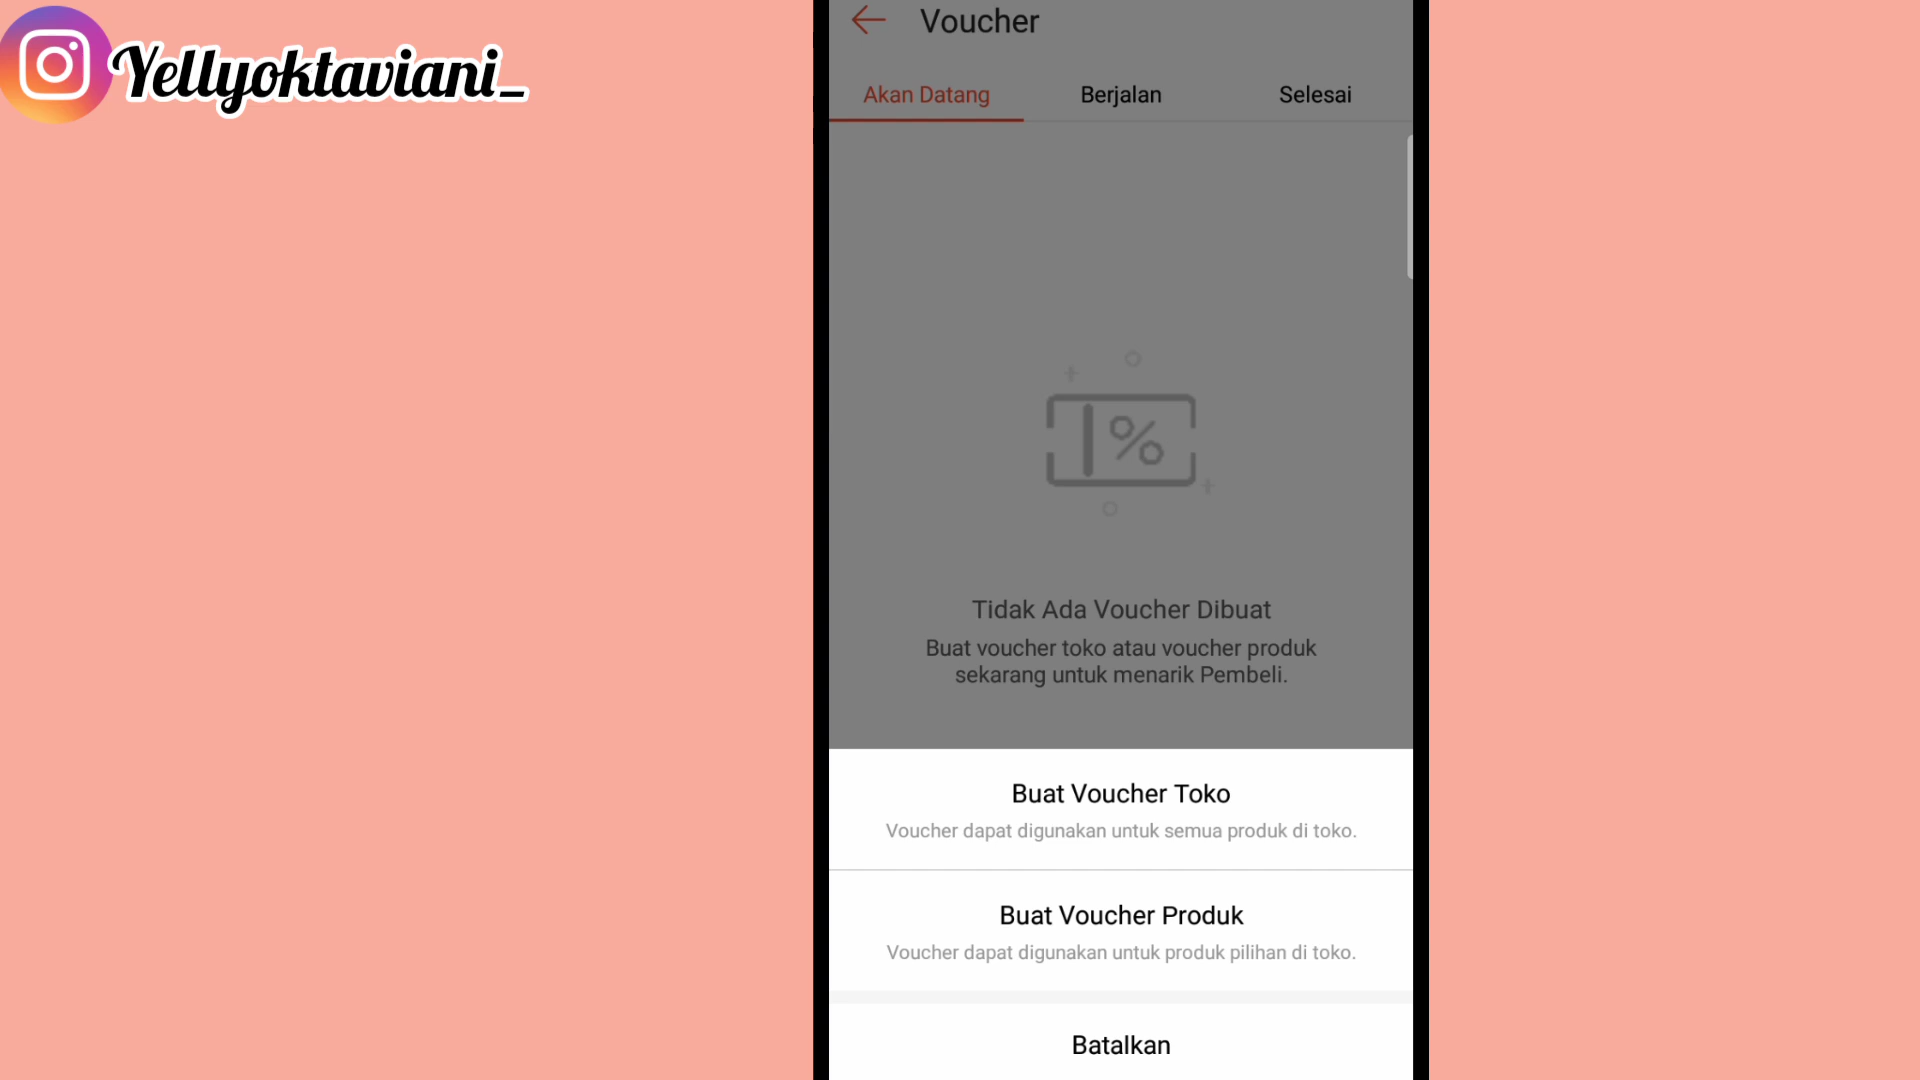 Yellyoktaviani_
Voucher
Akan Datang Berjalan Selesai
%
Tidak Ada Voucher Dibuat
Buat voucher toko atau voucher produk
sekarang untuk menarik Pembeli.
Buat Voucher Toko
Voucher dapat digunakan untuk semua produk di toko.
Buat Voucher Produk
Voucher dapat digunakan untuk produk pilihan di toko.
Batalkan